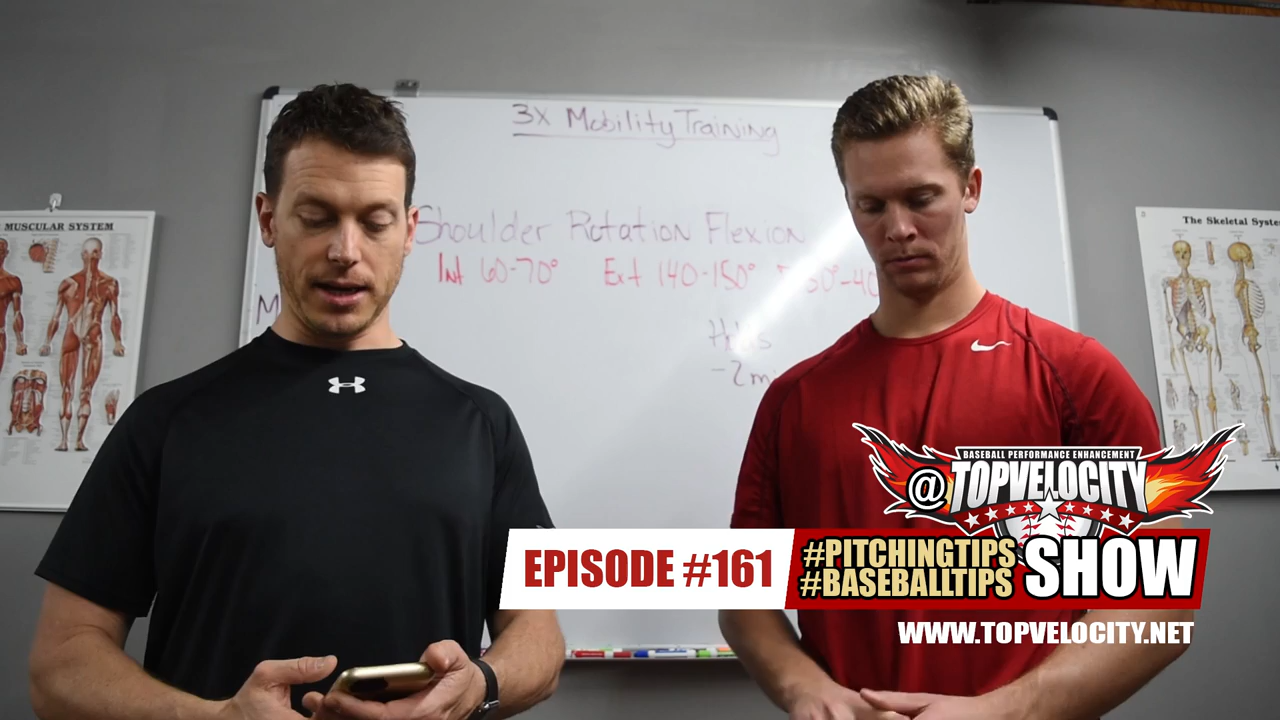 3x Mobility Training
MUSCULAR SYSTEM
The Skeletal Syste
Shoulder Rotation Flexion
Int 60-70° Ext 140-150°
BASEBALL PERFORMANCE ENHANCEMENT
@TOPVELOCITY
EPISODE #161
#PITCHINGTIPS
#BASEBALLTIPS
SHOW
WWW.TOPVELOCITY.NET